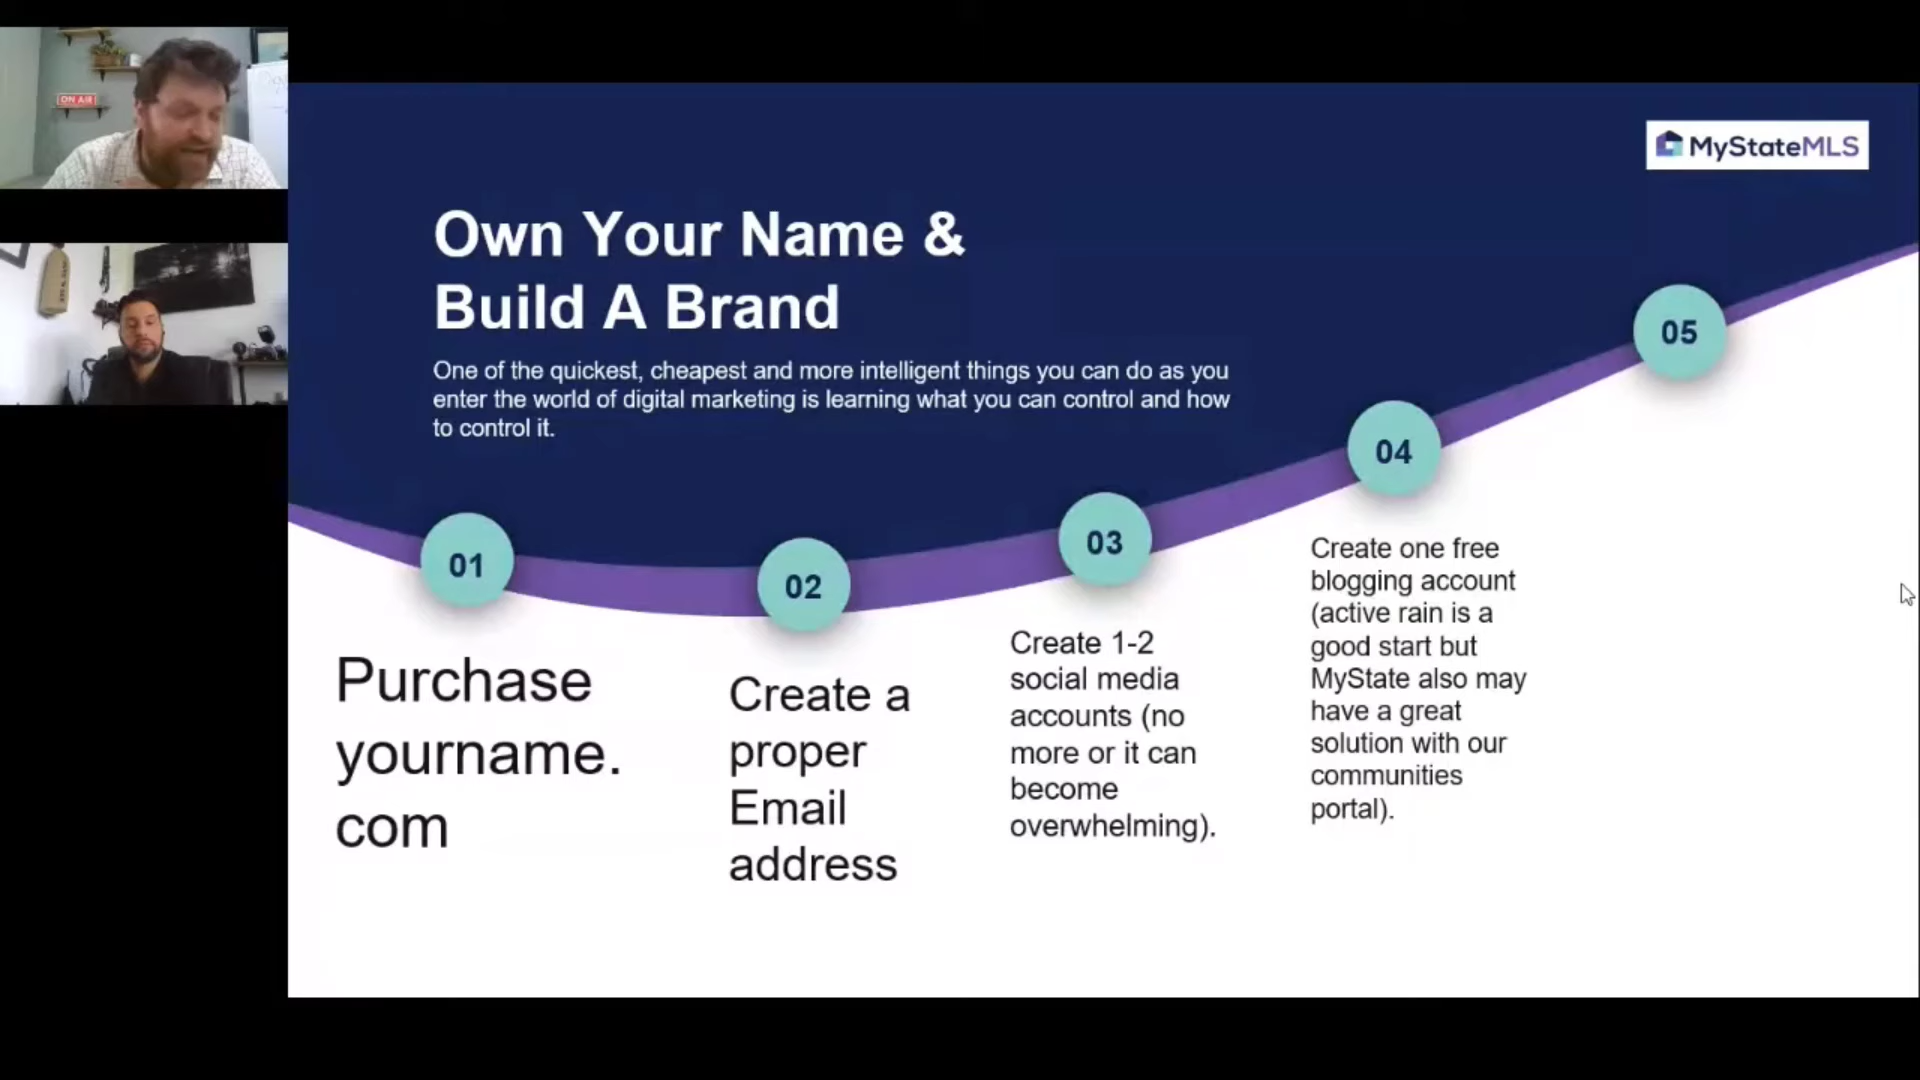 ON AIR
MyStateMLS
Own Your Name &
Build A Brand
One of the quickest, cheapest and more intelligent things you can do as you
enter the world of digital marketing is learning what you can control and how
to control it.
01
Purchase
yourname.
com
02
Create a
proper
Email
address
03
Create 1-2
social media
accounts (no
more or it can
become
overwhelming).
04
Create one free
blogging account
(active rain is a
good start but
MyState also may
have a great
solution with our
communities
portal).
05